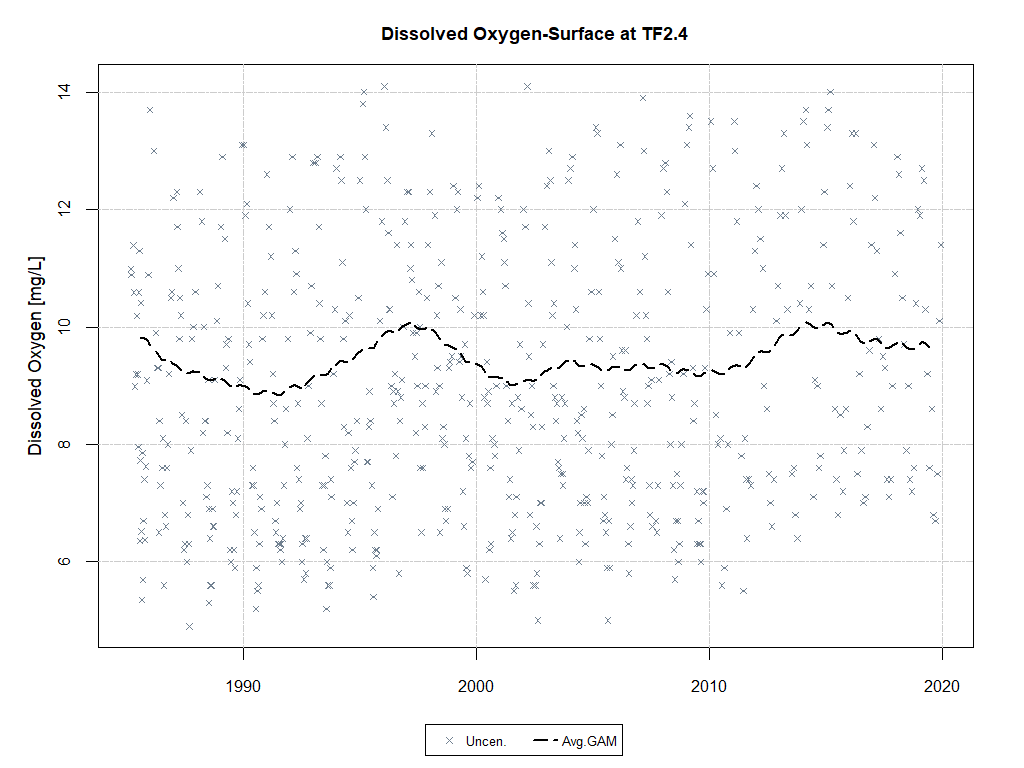 Dissolved Oxygen-Surface at TF2.4
Dissolved Oxygen [mg/L]
14
12
10
8
6
1990
2000
2010
2020
Uncen.
Avg.GAM